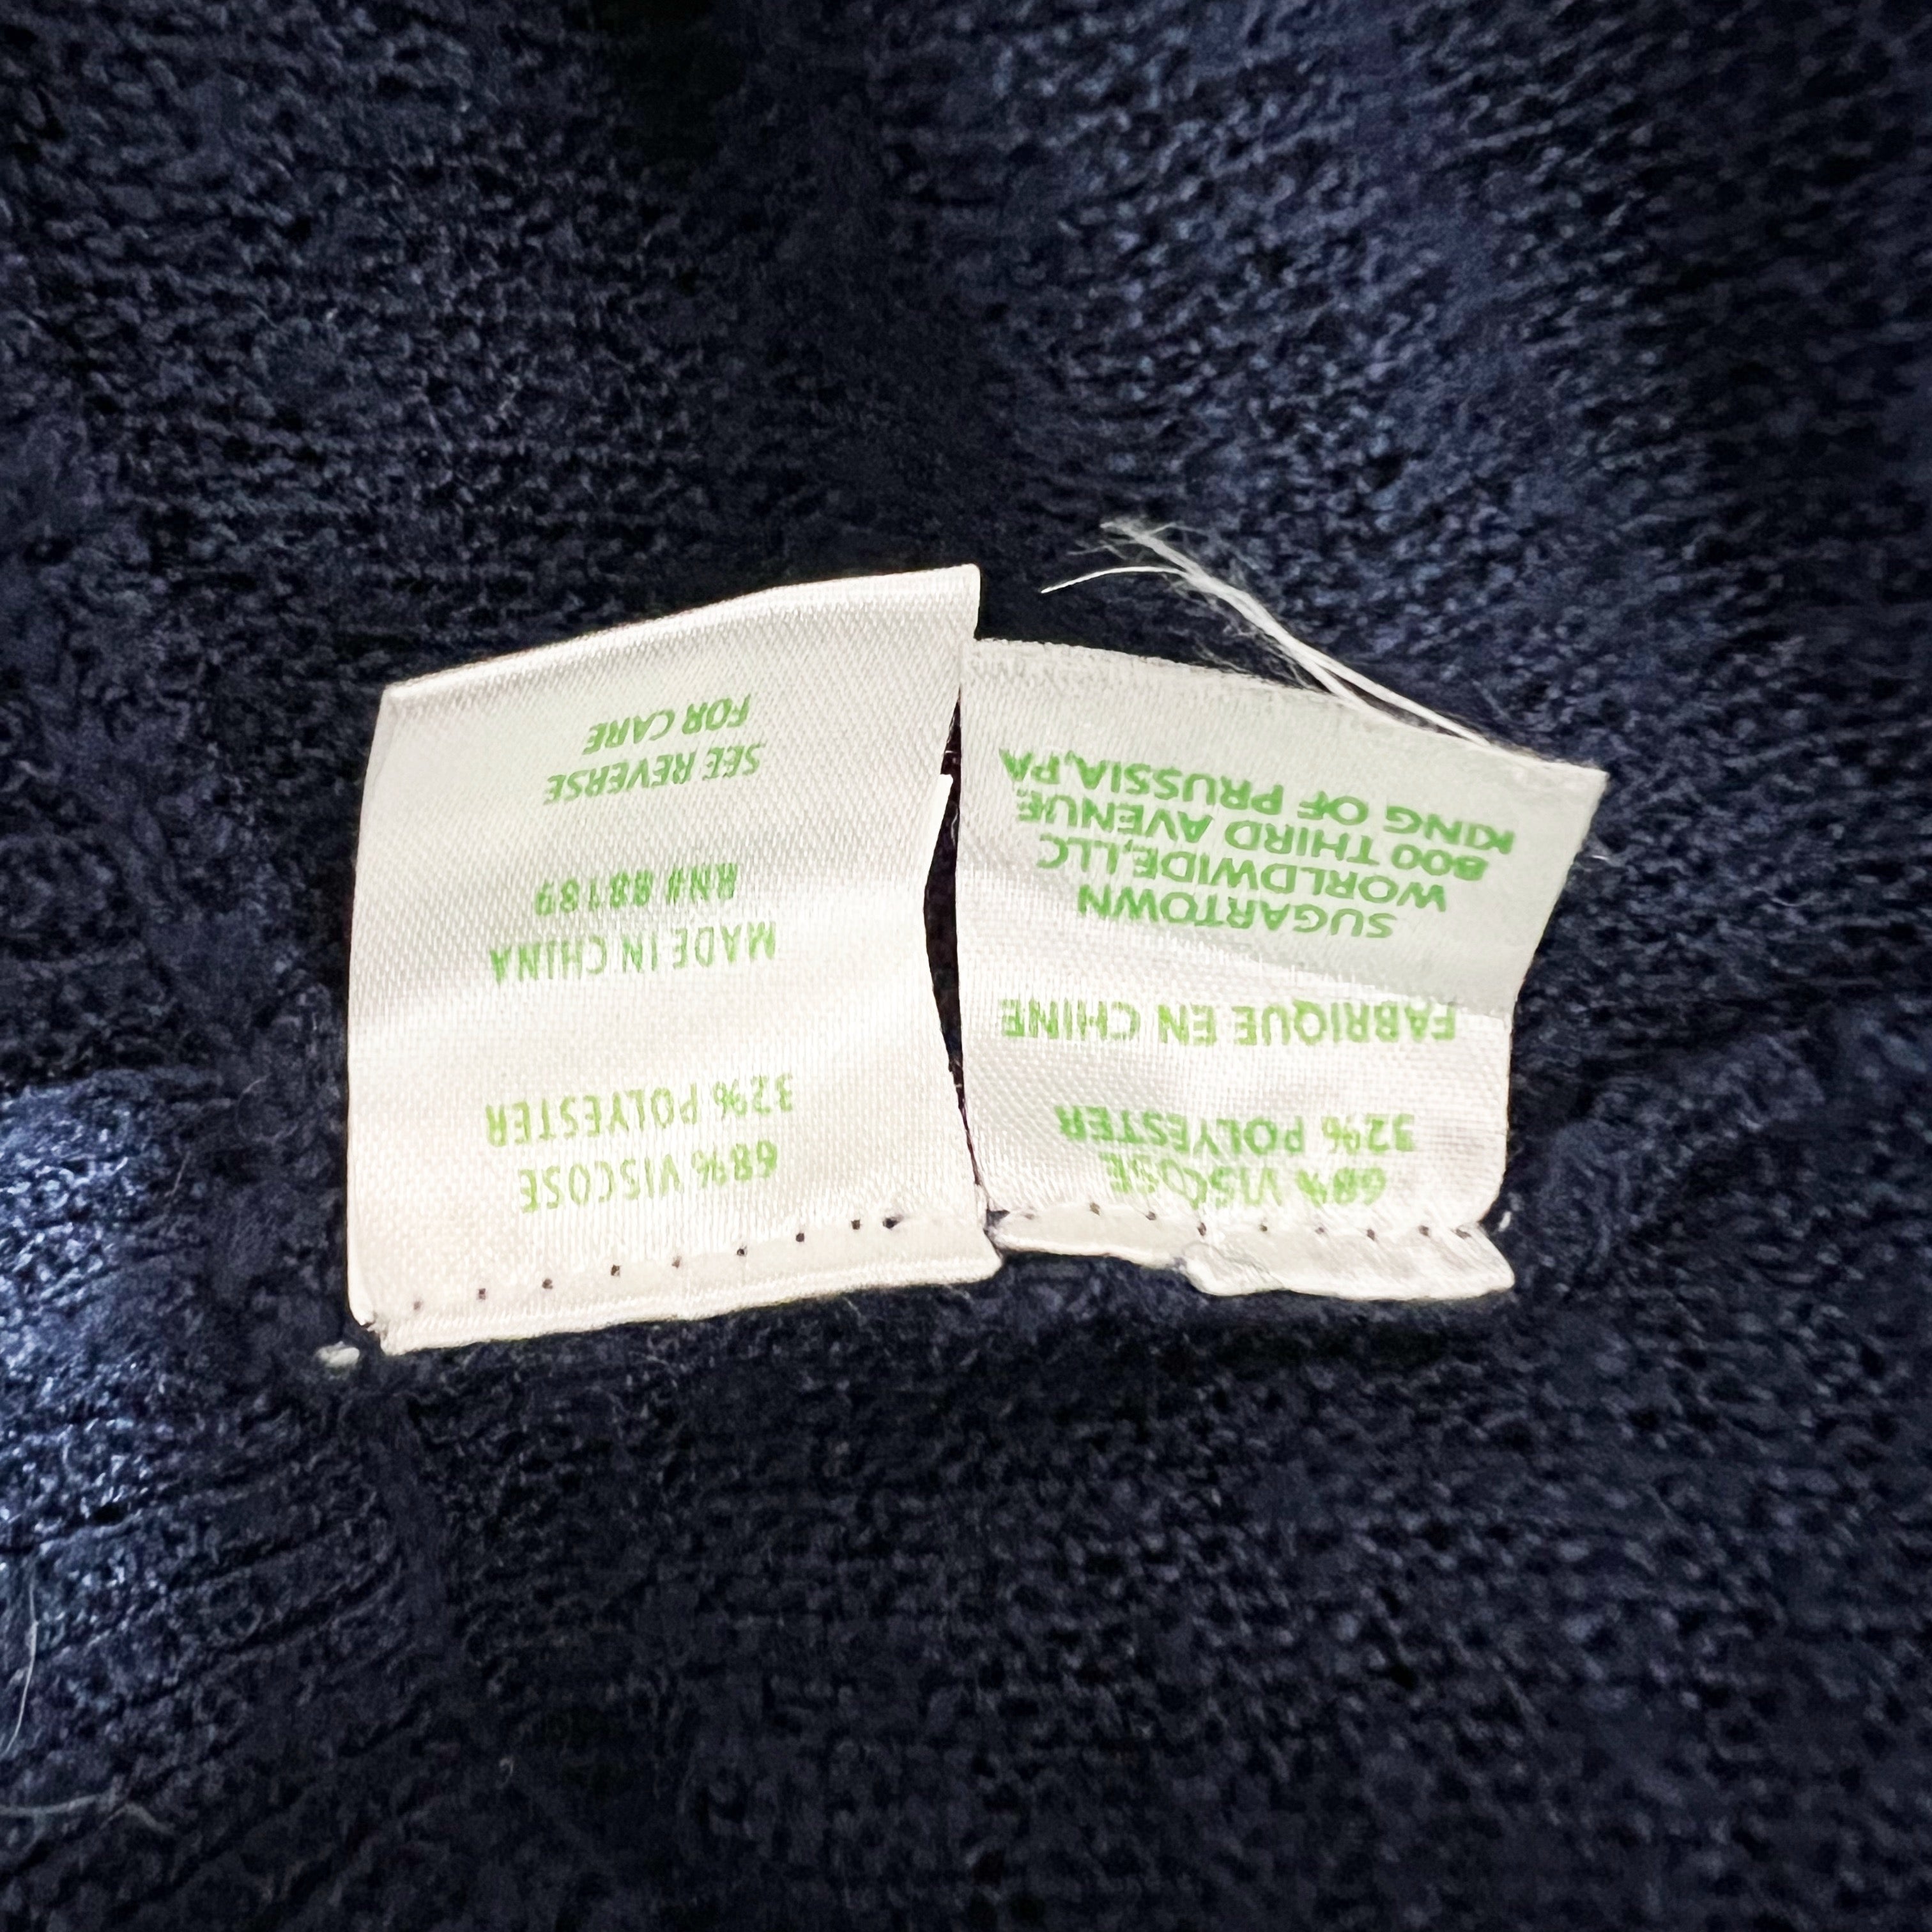 68% VISCOSE
32% POLYESTER
MADE IN CHINA
RN# 88189
SEE REVERSE
FOR CARE
68% VISCOSE
32% POLYESTER
FABRIQUE EN CHINE
SUGARTOWN
WORLDWIDE,LLC
800 THIRD AVENUE
KING OF PRUSSIA,PA